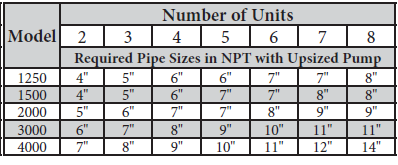 Number of Units
Model 2 3 4 5 6 7 8
Required Pipe Sizes in NPT with Upsized Pump
1250 4" 5" 6" 6" 7" 7" 8"
1500 4" 5" 6" 7" 7" 8" 8"
2000 5" 6" 7" 7" 8" 9" 9"
3000 6" 7" 8" 9" 10" 11" 11"
4000 7" 8" 9" 10" 11" 12" 14"